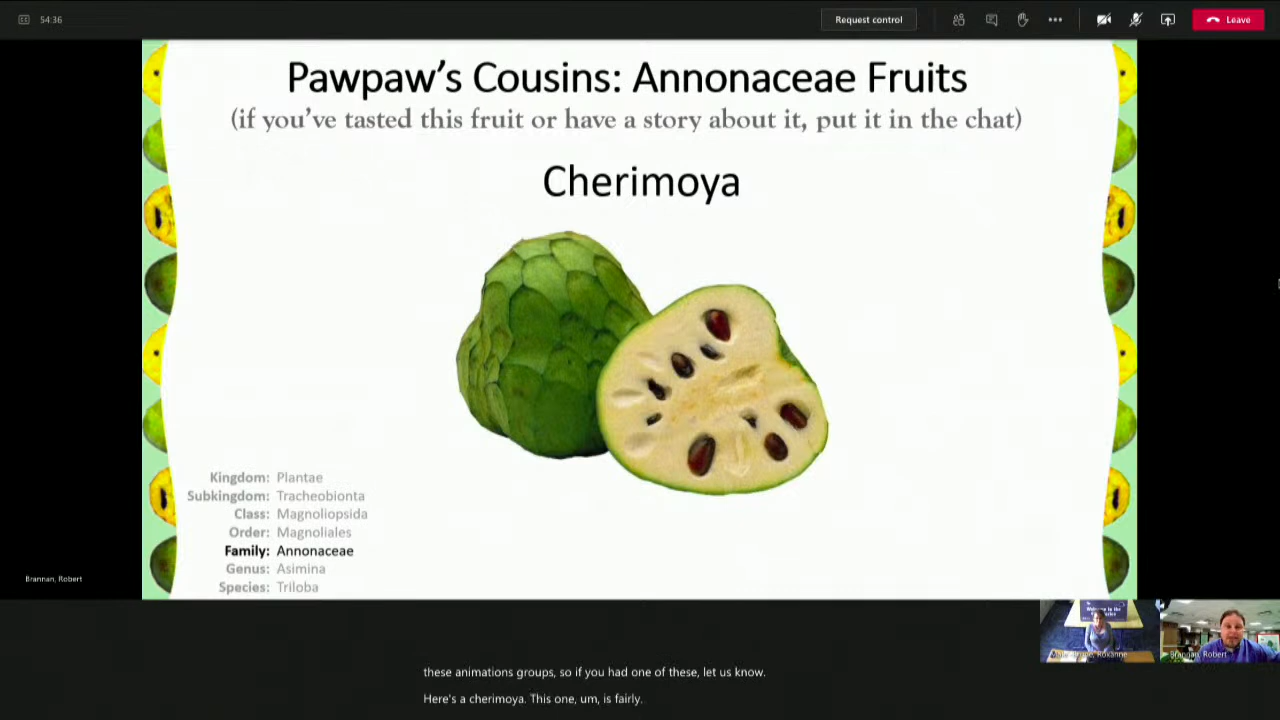 54:36
Request control
Leave
Pawpaw's Cousins: Annonaceae Fruits
(if you've tasted this fruit or have a story about it, put it in the chat)
Cherimoya
Kingdom: Plantae
Subkingdom: Tracheobionta
Class: Magnoliopsida
Order: Magnoliales
Family: Annonaceae
Genus: Asimina
Species: Triloba
Brannan, Robert
Roxanne
Brannan, Robert
these animations groups, so if you had one of these, let us know.
Here's a cherimoya. This one, um, is fairly.